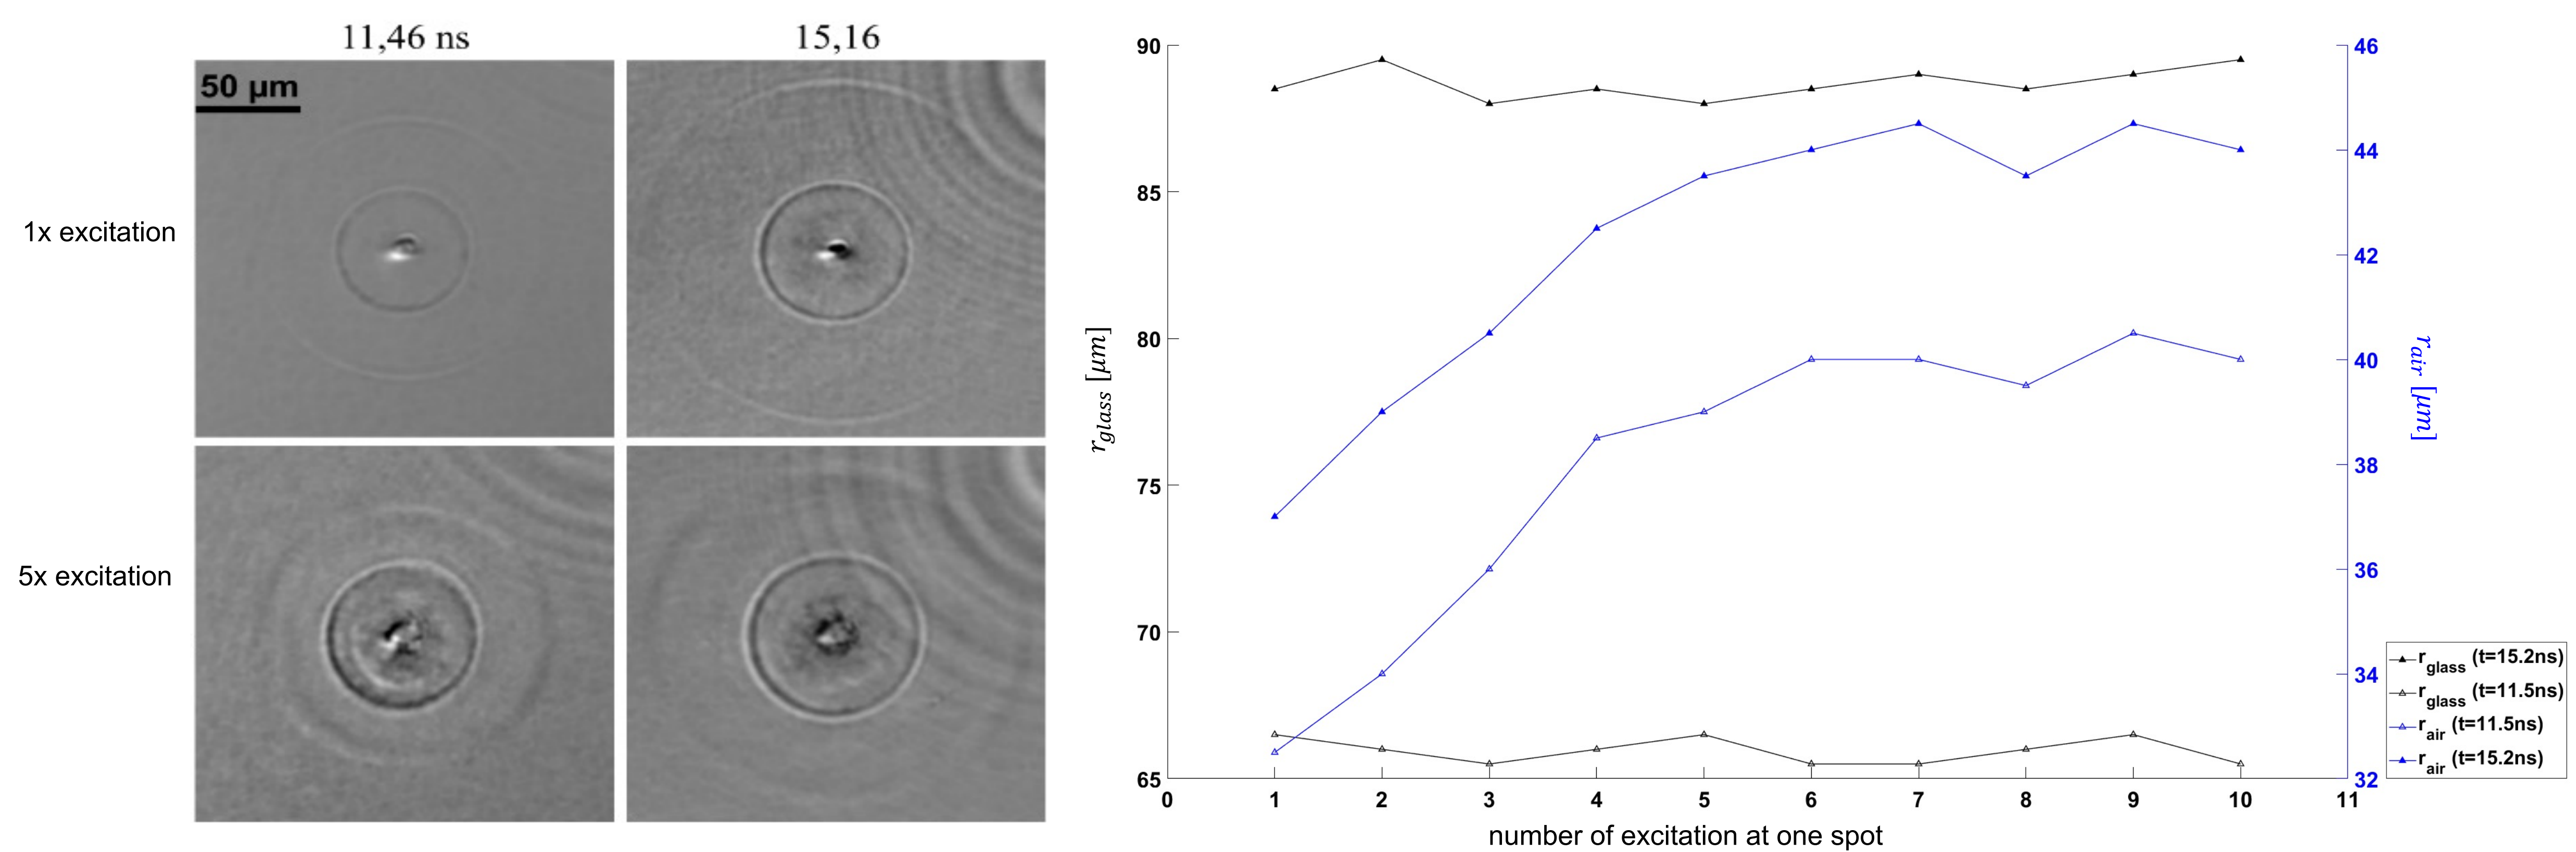 11,46 ns
15,16
50 µm
1x excitation
5x excitation
90
85
80
75
70
65
r_glass [µm]
46
44
42
40
38
36
34
32
r_air [µm]
0 1 2 3 4 5 6 7 8 9 10 11
number of excitation at one spot
r_glass (t=15.2ns)
r_glass (t=11.5ns)
r_air (t=11.5ns)
r_air (t=15.2ns)